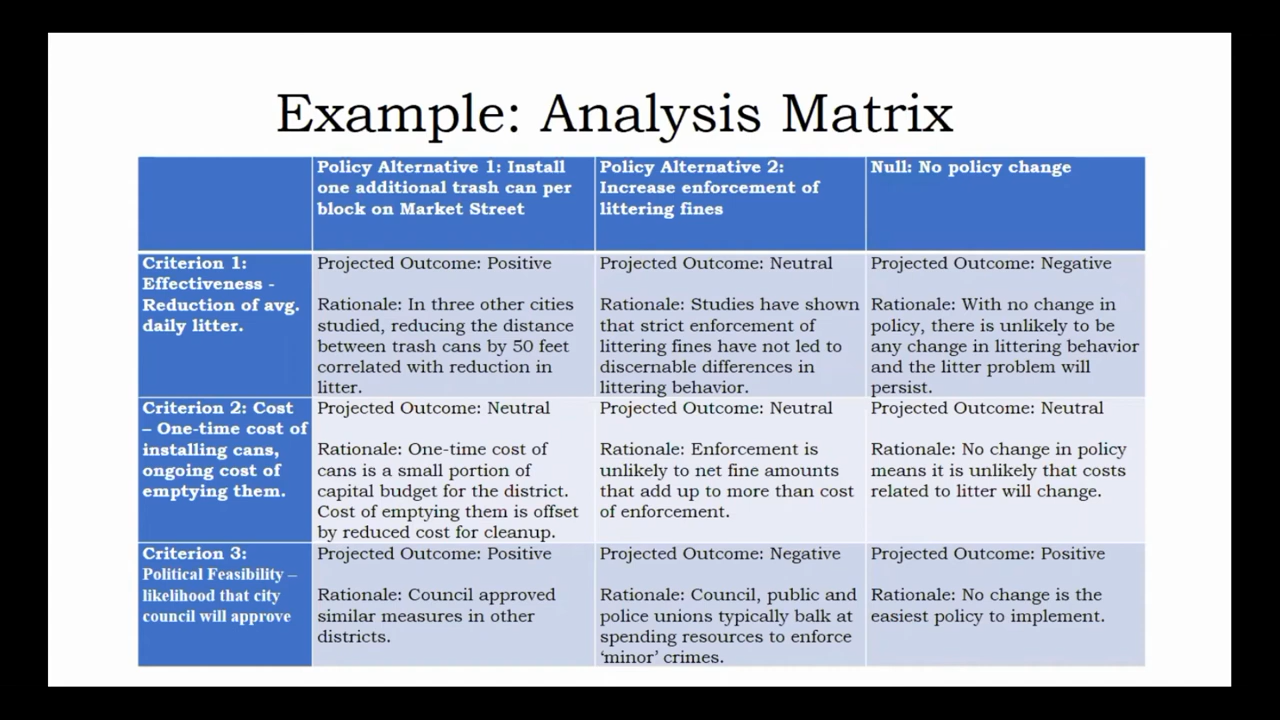 Example: Analysis Matrix
Policy Alternative 1: Install
one additional trash can per
block on Market Street
Policy Alternative 2:
Increase enforcement of
littering fines
Null: No policy change
Criterion 1:
Effectiveness -
Reduction of avg.
daily litter.
Projected Outcome: Positive
Rationale: In three other cities
studied, reducing the distance
between trash cans by 50 feet
correlated with reduction in
litter.
Projected Outcome: Neutral
Rationale: Studies have shown
that strict enforcement of
littering fines have not led to
discernable differences in
littering behavior.
Projected Outcome: Negative
Rationale: With no change in
policy, there is unlikely to be
any change in littering behavior
and the litter problem will
persist.
Criterion 2: Cost
– One-time cost of
installing cans,
ongoing cost of
emptying them.
Projected Outcome: Neutral
Rationale: One-time cost of
cans is a small portion of
capital budget for the district.
Cost of emptying them is offset
by reduced cost for cleanup.
Projected Outcome: Neutral
Rationale: Enforcement is
unlikely to net fine amounts
that add up to more than cost
of enforcement.
Projected Outcome: Neutral
Rationale: No change in policy
means it is unlikely that costs
related to litter will change.
Criterion 3:
Political Feasibility –
likelihood that city
council will approve
Projected Outcome: Positive
Rationale: Council approved
similar measures in other
districts.
Projected Outcome: Negative
Rationale: Council, public and
police unions typically balk at
spending resources to enforce
‘minor’ crimes.
Projected Outcome: Positive
Rationale: No change is the
easiest policy to implement.